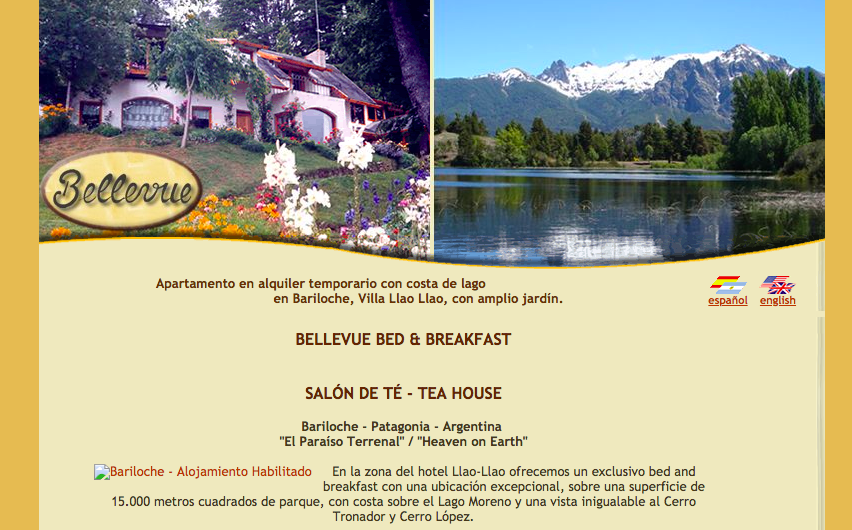 Bellevue
Apartamento en alquiler temporario con costa de lago
en Bariloche, Villa Llao Llao, con amplio jardín.
español english
BELLEVUE BED & BREAKFAST
SALÓN DE TÉ - TEA HOUSE
Bariloche - Patagonia - Argentina
"El Paraíso Terrenal" / "Heaven on Earth"
Bariloche - Alojamiento Habilitado En la zona del hotel Llao-Llao ofrecemos un exclusivo bed and
breakfast con una ubicación excepcional, sobre una superficie de
15.000 metros cuadrados de parque, con costa sobre el Lago Moreno y una vista inigualable al Cerro
Tronador y Cerro López.